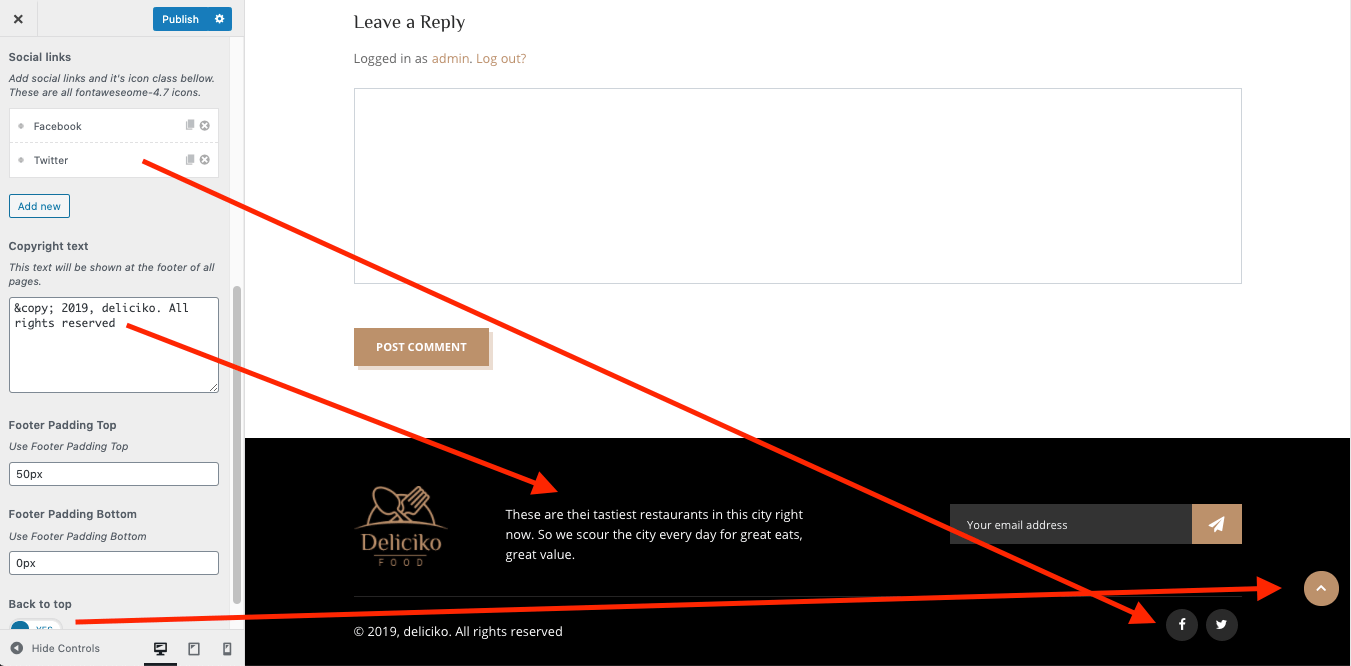 Publish
Social links
Add social links and it's icon class bellow.
These are all fontaweseome-4.7 icons.
Facebook
Twitter
Add new
Copyright text
This text will be shown at the footer of all
pages.
&copy; 2019, deliciko. All
rights reserved
Footer Padding Top
Use Footer Padding Top
50px
Footer Padding Bottom
Use Footer Padding Bottom
0px
Back to top
YES
Hide Controls
Leave a Reply
Logged in as admin. Log out?
POST COMMENT
Deliciko
FOOD
These are thei tastiest restaurants in this city right
now. So we scour the city every day for great eats,
great value.
Your email address
© 2019, deliciko. All rights reserved